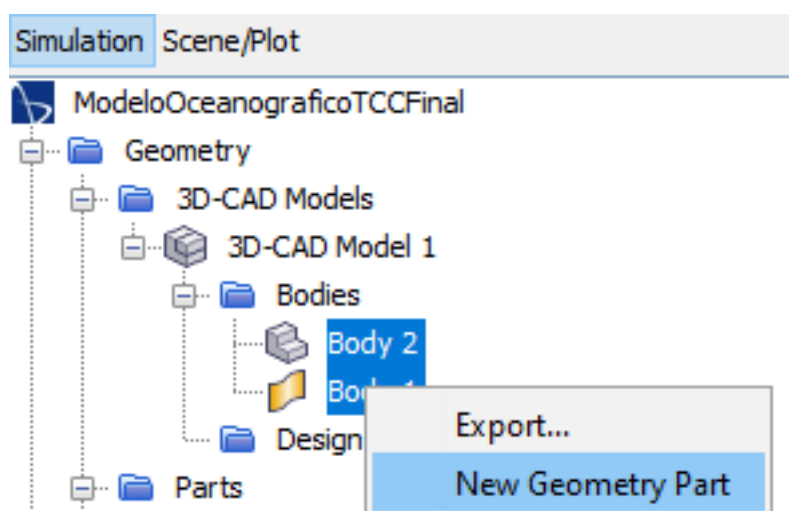 Simulation Scene/Plot
ModeloOceanograficoTCCFinal
Geometry
3D-CAD Models
3D-CAD Model 1
Bodies
Body 2
Export...
Design
New Geometry Part
Parts